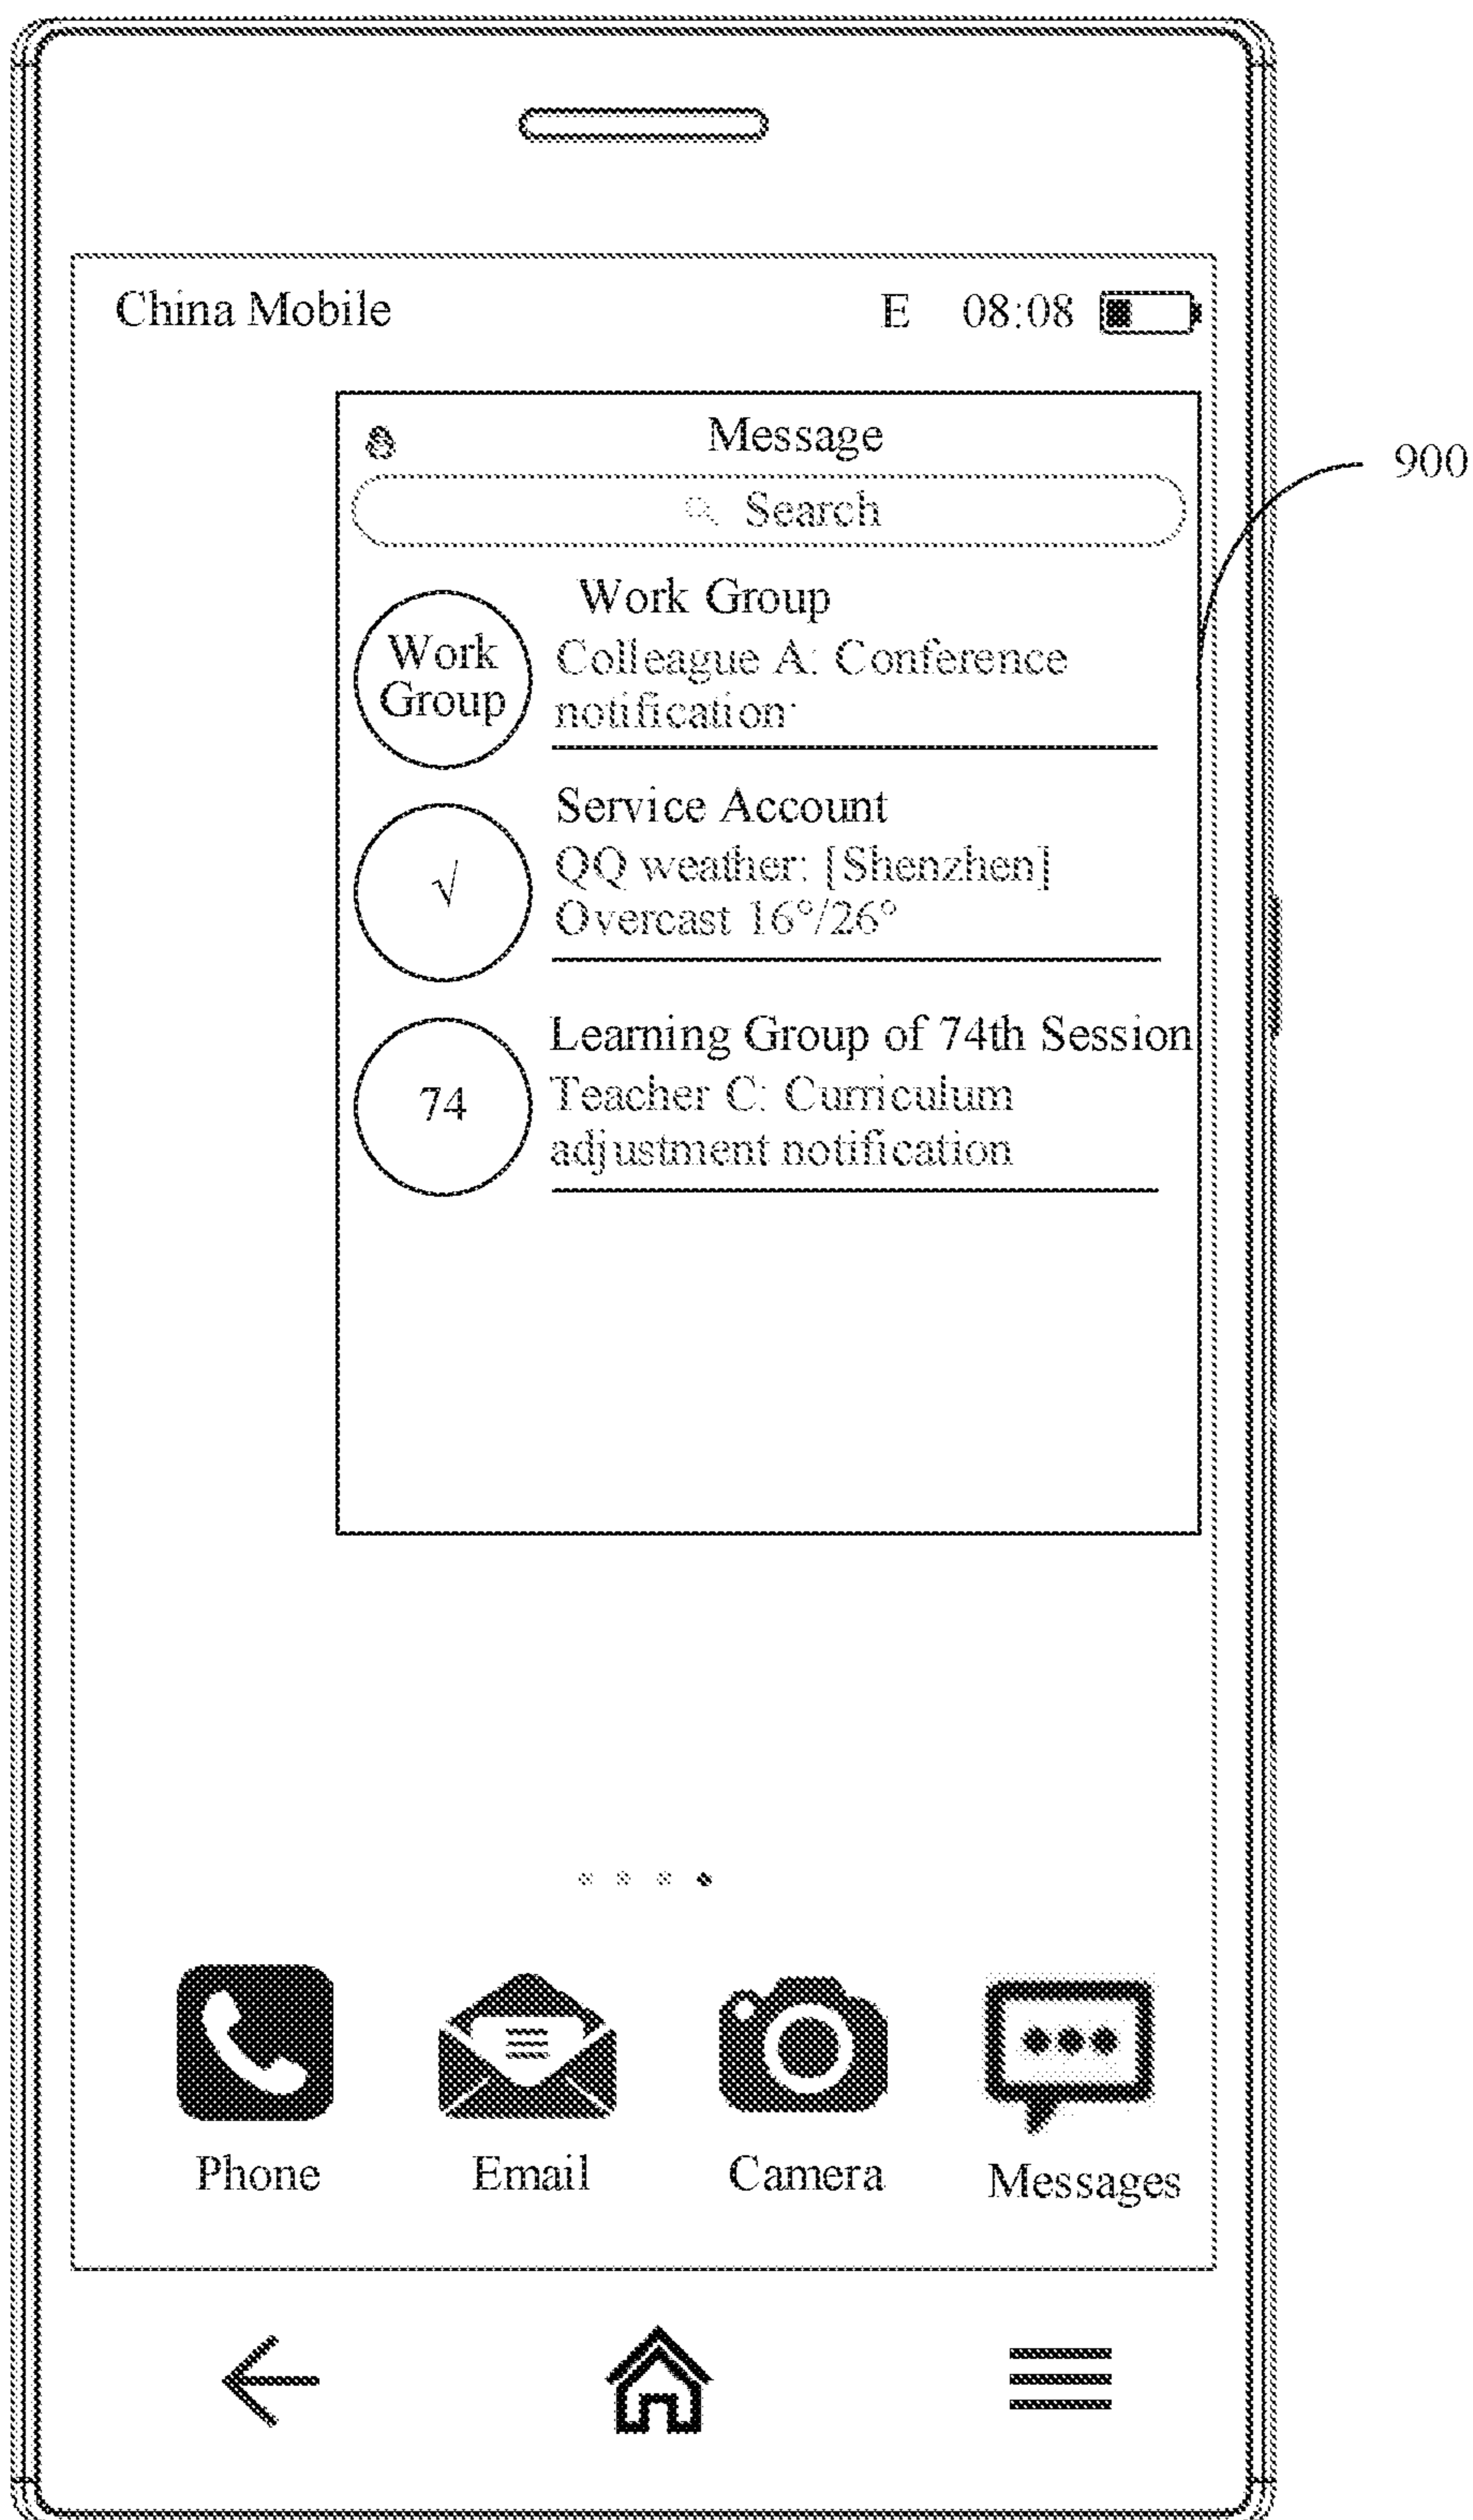 China Mobile E 08:08
Message
900
Search
Work Group
Work
Group
Colleague A: Conference
notification
Service Account
√
QQ weather: [Shenzhen]
Overcast 16°/26°
Learning Group of 74th Session
74
Teacher C: Curriculum
adjustment notification
Phone Email Camera Messages